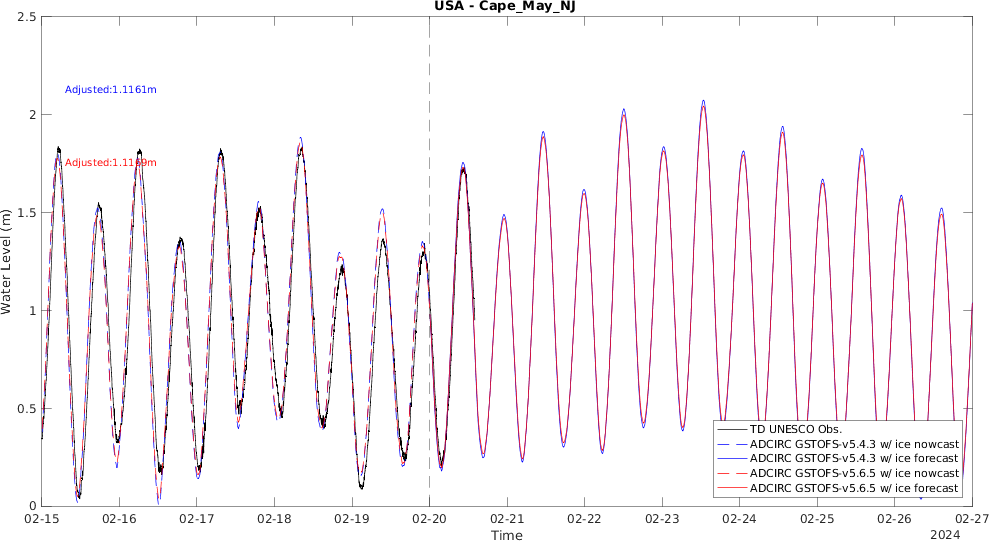 USA - Cape_May_NJ
2.5
2
1.5
1
0.5
0
Water Level (m)
Adjusted:1.1161m
Adjusted:1.1169m
TD UNESCO Obs.
ADCIRC GSTOFS-v5.4.3 w/ ice nowcast
ADCIRC GSTOFS-v5.4.3 w/ ice forecast
ADCIRC GSTOFS-v5.6.5 w/ ice nowcast
ADCIRC GSTOFS-v5.6.5 w/ ice forecast
02-15 02-16 02-17 02-18 02-19 02-20 02-21 02-22 02-23 02-24 02-25 02-26 02-27
Time
2024